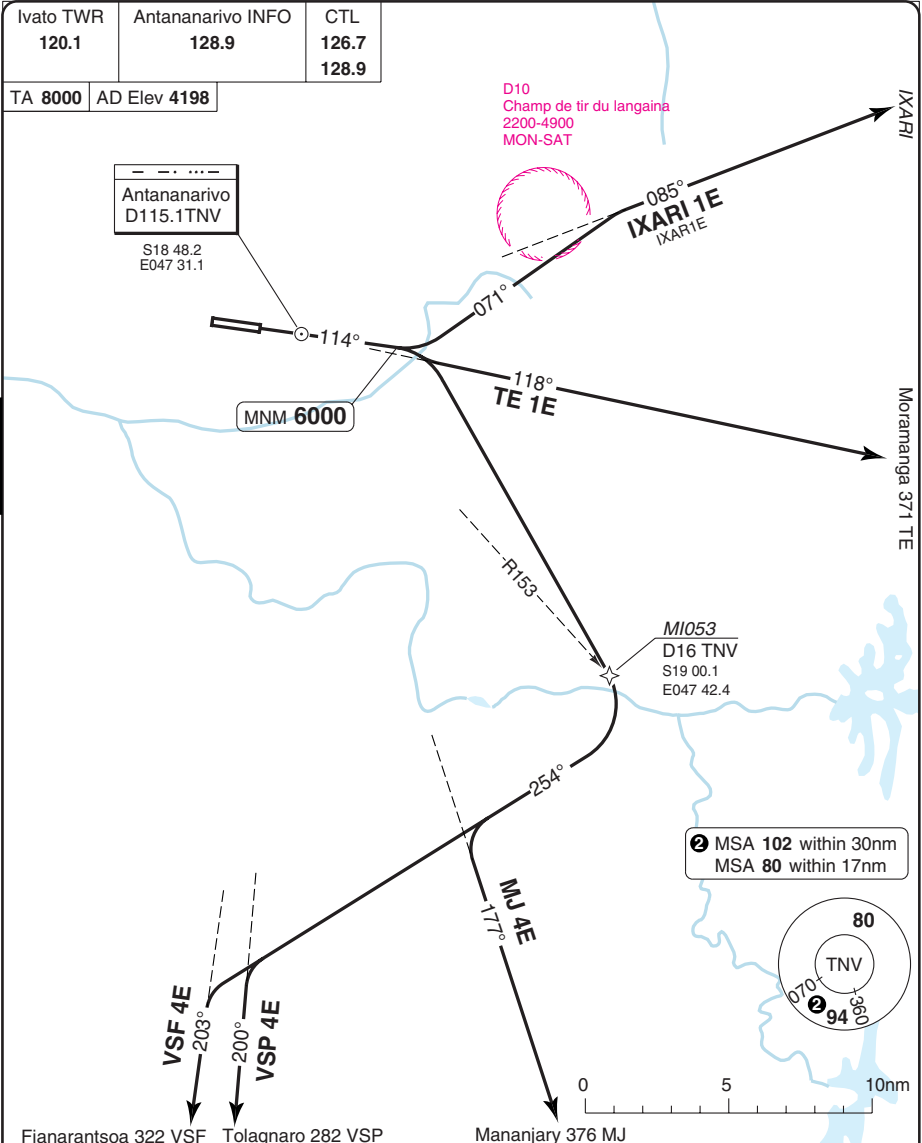 Ivato TWR
120.1
Antananarivo INFO
128.9
CTL
126.7
128.9
TA 8000
AD Elev 4198
D10
Champ de tir du langaina
2200-4900
MON-SAT
IXARI
Antananarivo
D115.1TNV
S18 48.2
E047 31.1
085°
IXARI 1E
IXAR1E
071°
114°
118°
TE 1E
MNM 6000
Moramanga 371 TE
R153
MI053
D16 TNV
S19 00.1
E047 42.4
254°
2 MSA 102 within 30nm
MSA 80 within 17nm
MJ 4E
177°
80
TNV
070
360
2 94
VSF 4E
203°
200°
VSP 4E
0 5 10nm
Fianarantsoa 322 VSF
Tolagnaro 282 VSP
Mananjary 376 MJ